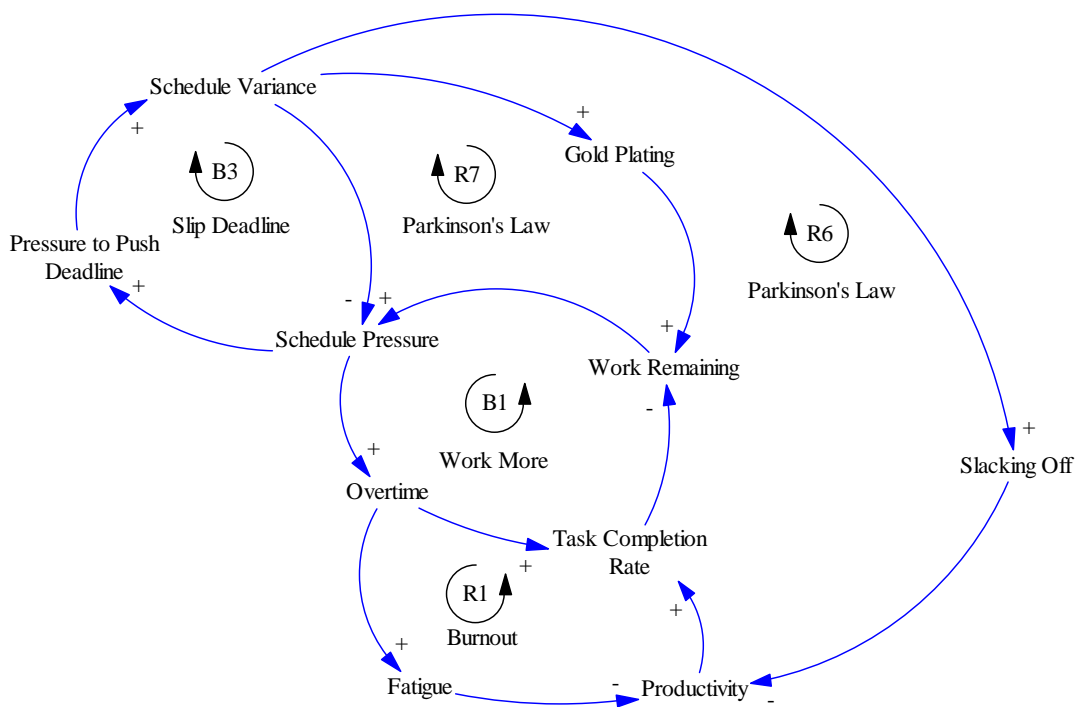 Schedule Variance
+
+
Gold Plating
B3
Slip Deadline
R7
Parkinson's Law
R6
Parkinson's Law
Pressure to Push
Deadline
+
-
+
Schedule Pressure
+
Work Remaining
-
B1
Work More
+
Overtime
+
Slacking Off
Task Completion
Rate
+
R1
Burnout
+
+
Fatigue
-
Productivity
-